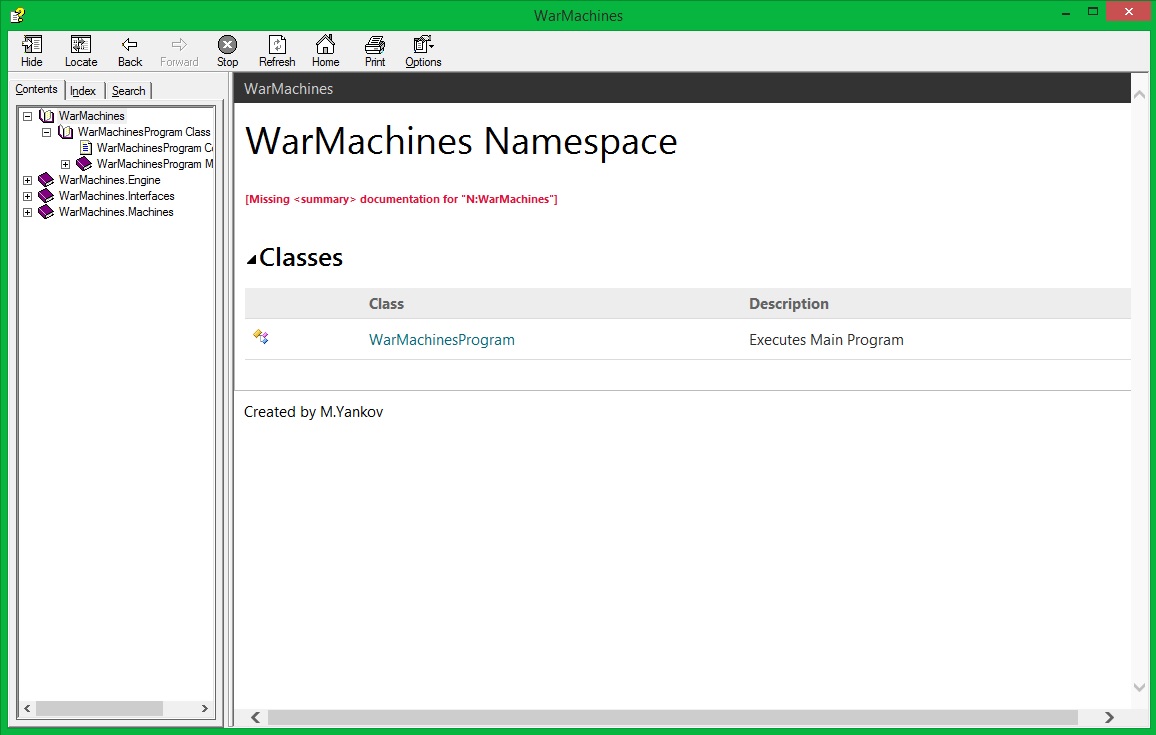 WarMachines
Hide Locate Back Forward Stop Refresh Home Print Options
Contents Index Search
WarMachines
WarMachinesProgram Class
WarMachinesProgram
WarMachinesProgram M
WarMachines.Engine
WarMachines.Interfaces
WarMachines.Machines
WarMachines
WarMachines Namespace
[Missing <summary> documentation for "N:WarMachines"]
Classes
Class Description
WarMachinesProgram Executes Main Program
Created by M.Yankov